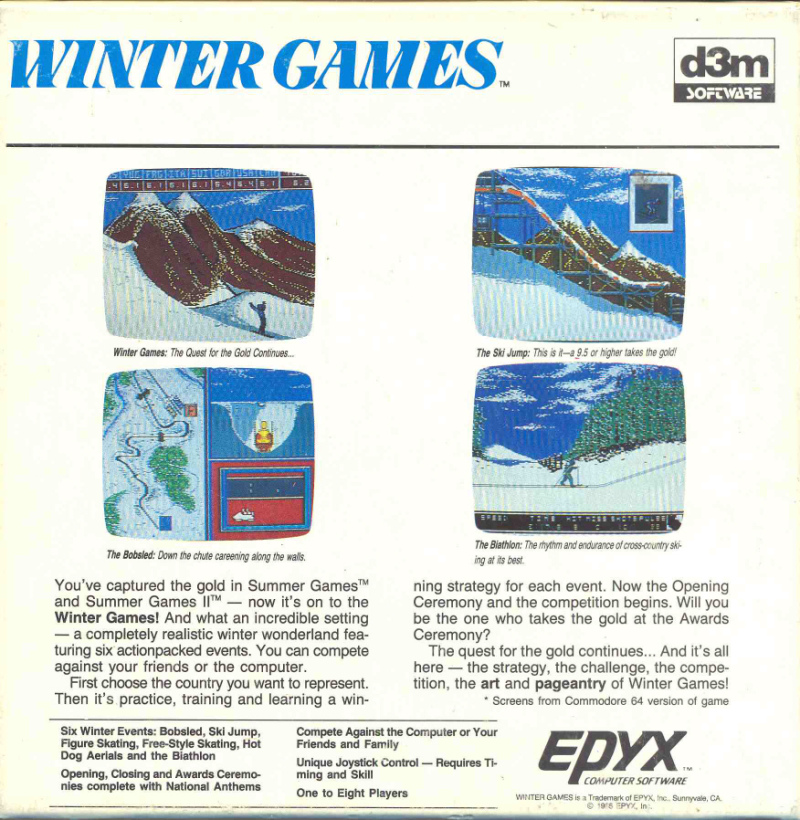 WINTER GAMES™
d3m
SOFTWARE
Winter Games: The Quest for the Gold Continues...
The Ski Jump: This is it—a 9.5 or higher takes the gold!
The Bobsled: Down the chute careening along the walls.
SPEED TIME
The Biathlon: The rhythm and endurance of cross-country ski-
ing at its best.
You've captured the gold in Summer Games™
and Summer Games II™ — now it's on to the
Winter Games! And what an incredible setting
— a completely realistic winter wonderland fea-
turing six actionpacked events. You can compete
against your friends or the computer.
First choose the country you want to represent.
Then it's practice, training and learning a win-
ning strategy for each event. Now the Opening
Ceremony and the competition begins. Will you
be the one who takes the gold at the Awards
Ceremony?
The quest for the gold continues... And it's all
here — the strategy, the challenge, the compe-
tition, the art and pageantry of Winter Games!
* Screens from Commodore 64 version of game
Six Winter Events: Bobsled, Ski Jump,
Figure Skating, Free-Style Skating, Hot
Dog Aerials and the Biathlon
Opening, Closing and Awards Ceremo-
nies complete with National Anthems
Compete Against the Computer or Your
Friends and Family
Unique Joystick Control — Requires Ti-
ming and Skill
One to Eight Players
EPYX™
COMPUTER SOFTWARE
WINTER GAMES is a Trademark of EPYX, Inc., Sunnyvale, CA.
© EPYX, Inc.